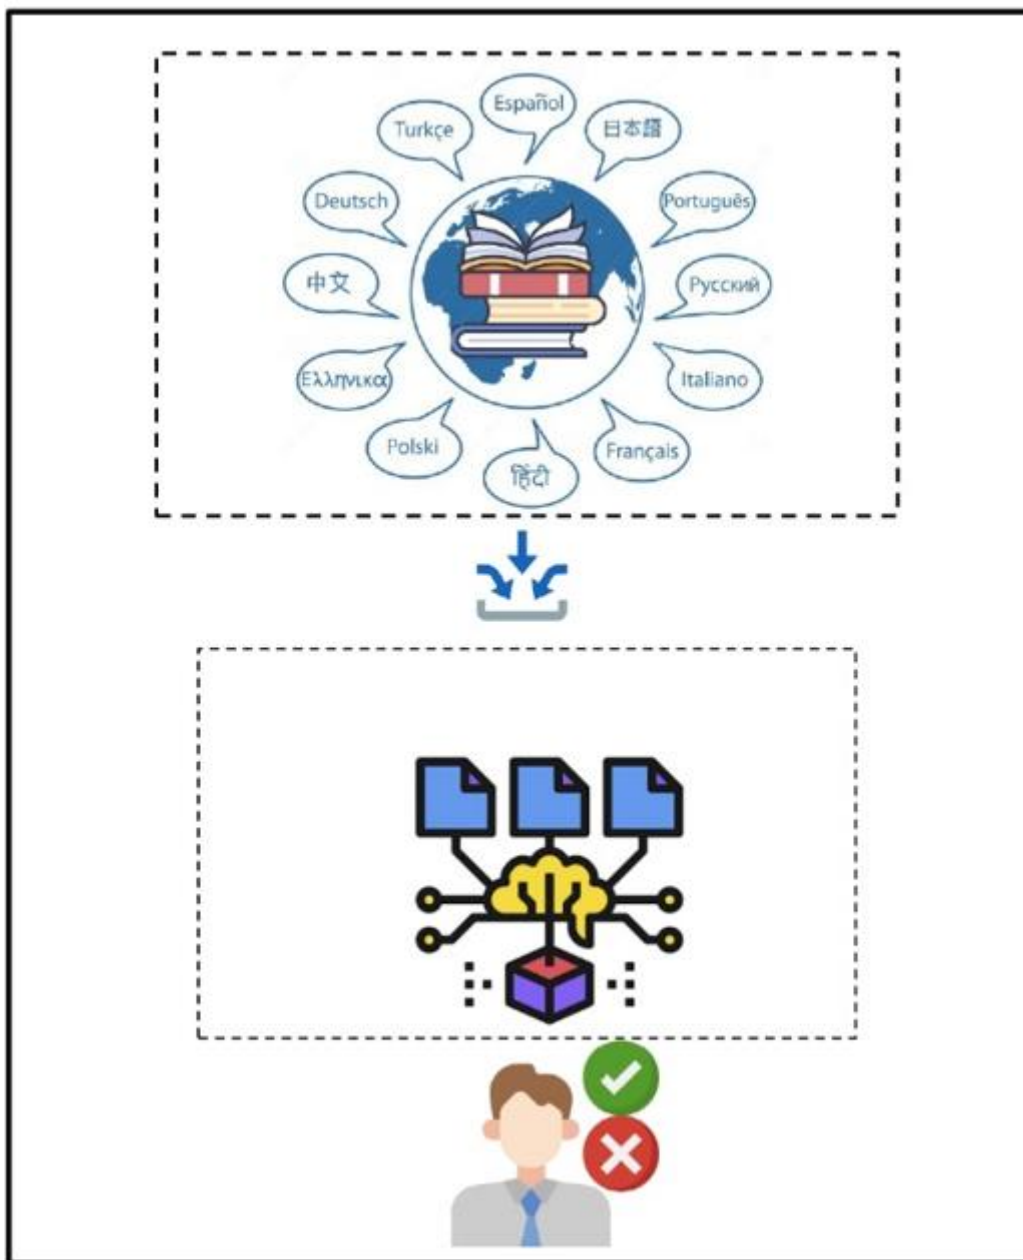 Español
Turkçe
日本語
Deutsch
Português
中文
Русский
Ελληνικα
Italiano
Polski
Français
हिंदी